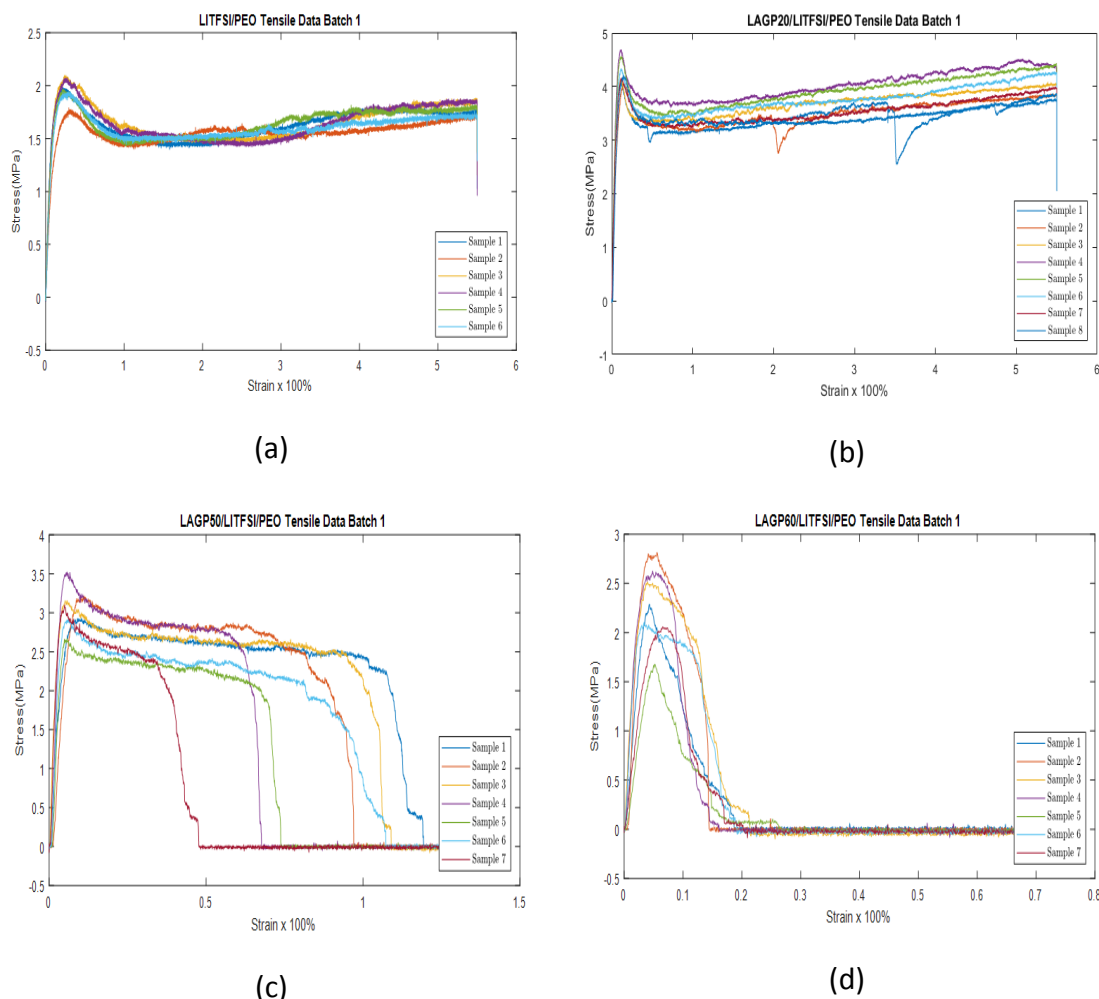 LITFSI/PEO Tensile Data Batch 1
2.5
2
1.5
1
0.5
0
-0.5
Stress(MPa)
Sample 1
Sample 2
Sample 3
Sample 4
Sample 5
Sample 6
0 1 2 3 4 5 6
Strain x 100%
(a)
LAGP20/LITFSI/PEO Tensile Data Batch 1
5
4
3
2
1
0
-1
Stress(MPa)
Sample 1
Sample 2
Sample 3
Sample 4
Sample 5
Sample 6
Sample 7
Sample 8
0 1 2 3 4 5 6
Strain x 100%
(b)
LAGP50/LITFSI/PEO Tensile Data Batch 1
4
3.5
3
2.5
2
1.5
1
0.5
0
-0.5
Stress(MPa)
Sample 1
Sample 2
Sample 3
Sample 4
Sample 5
Sample 6
Sample 7
0 0.5 1 1.5
Strain x 100%
(c)
LAGP60/LITFSI/PEO Tensile Data Batch 1
3
2.5
2
1.5
1
0.5
0
-0.5
Stress(MPa)
Sample 1
Sample 2
Sample 3
Sample 4
Sample 5
Sample 6
Sample 7
0 0.1 0.2 0.3 0.4 0.5 0.6 0.7 0.8
Strain x 100%
(d)